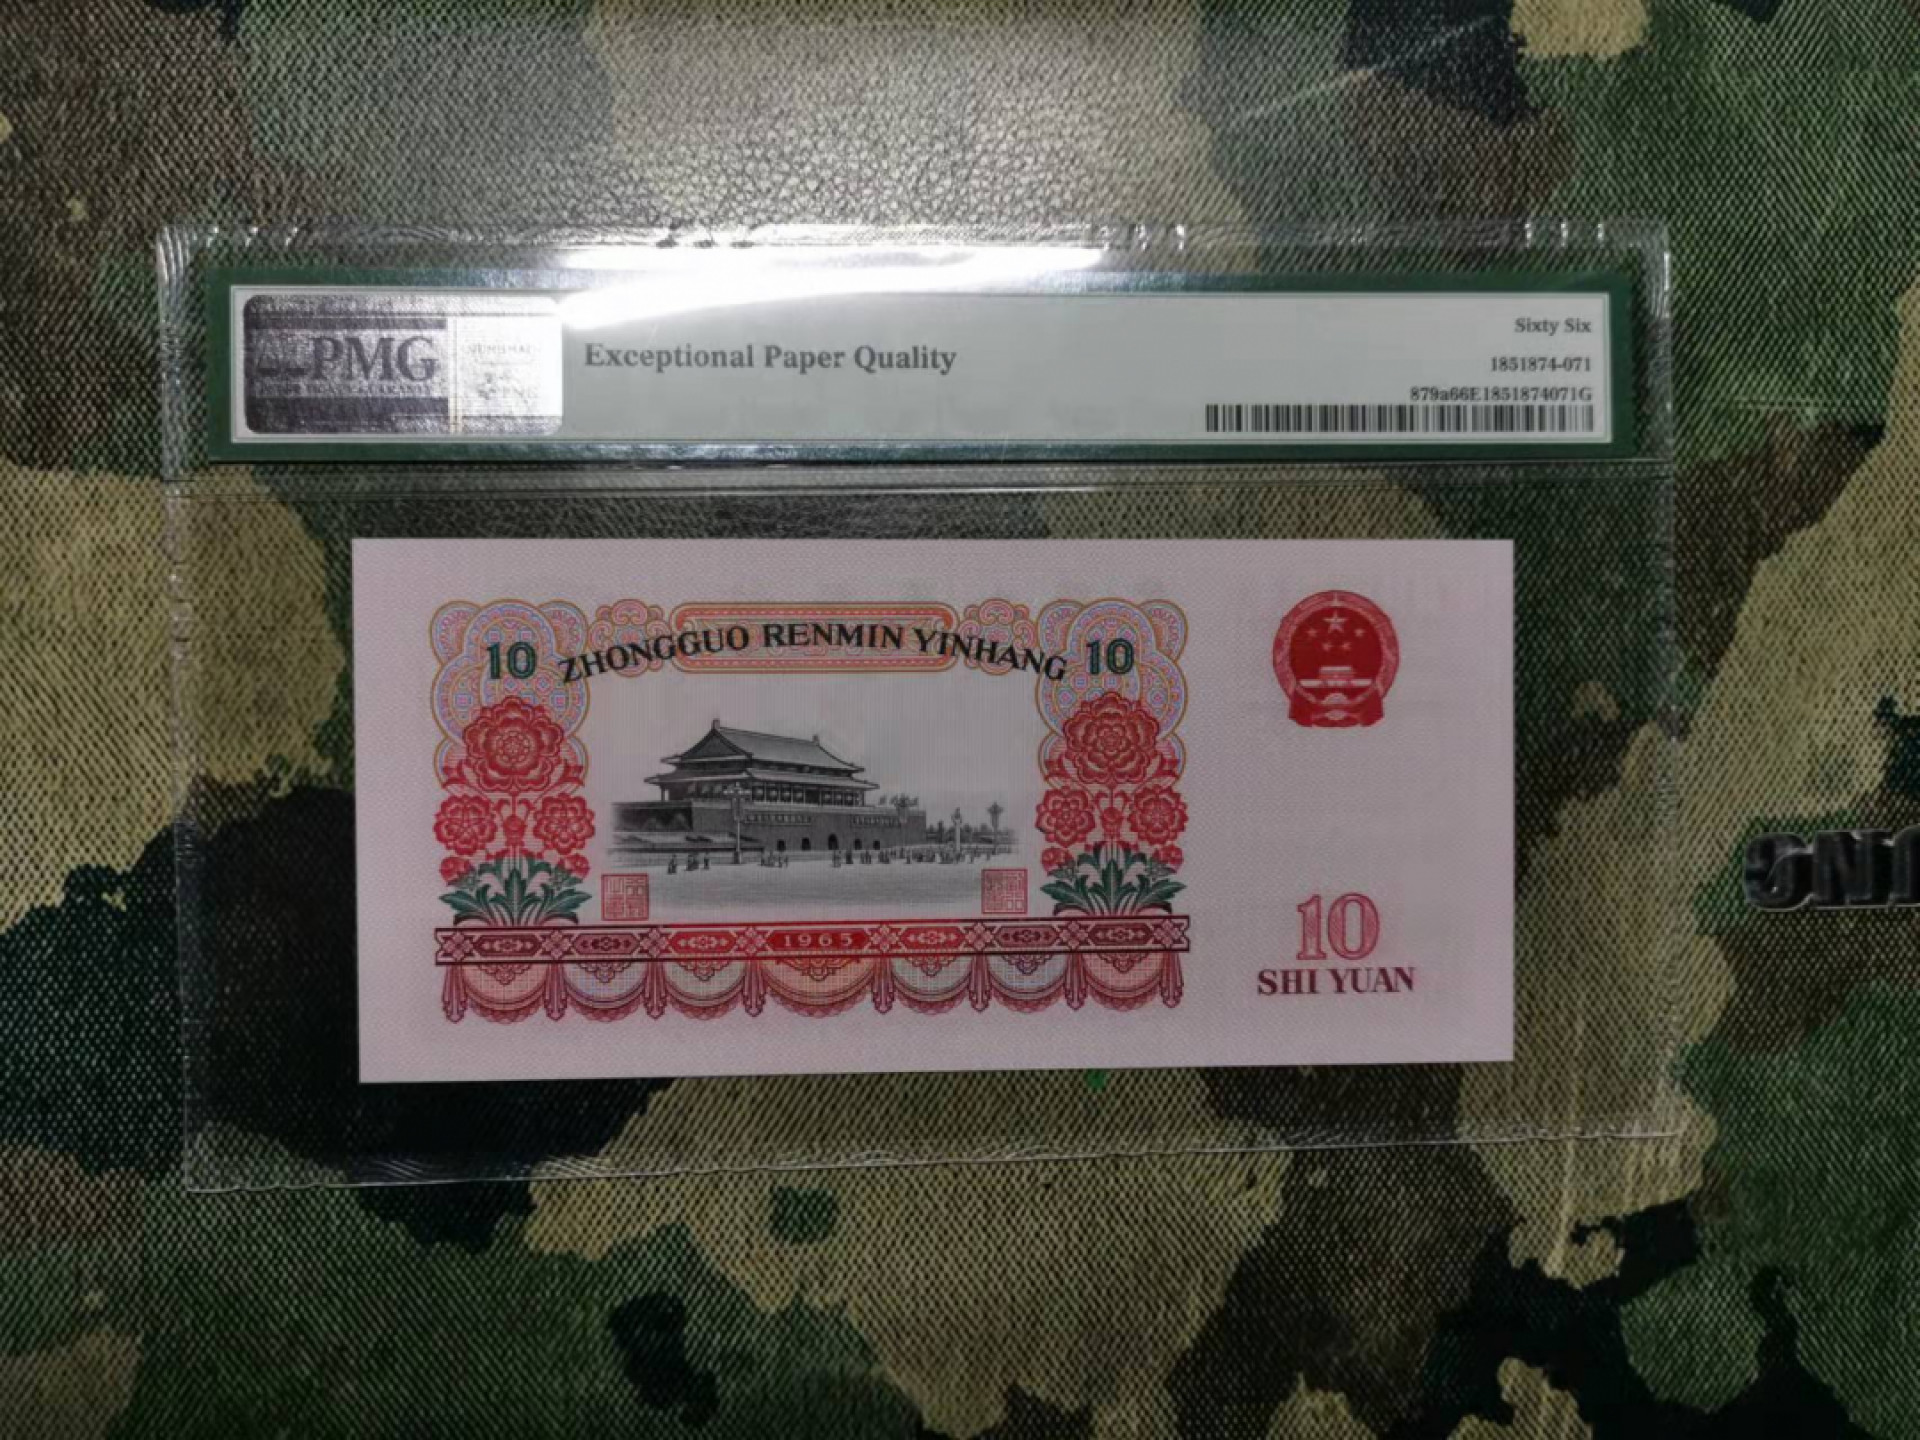 PMG
Exceptional Paper Quality
Sixty Six
1851874-071
879a66E1851874071G
10 ZHONGGUO RENMIN YINHANG 10
1965
10
SHI YUAN